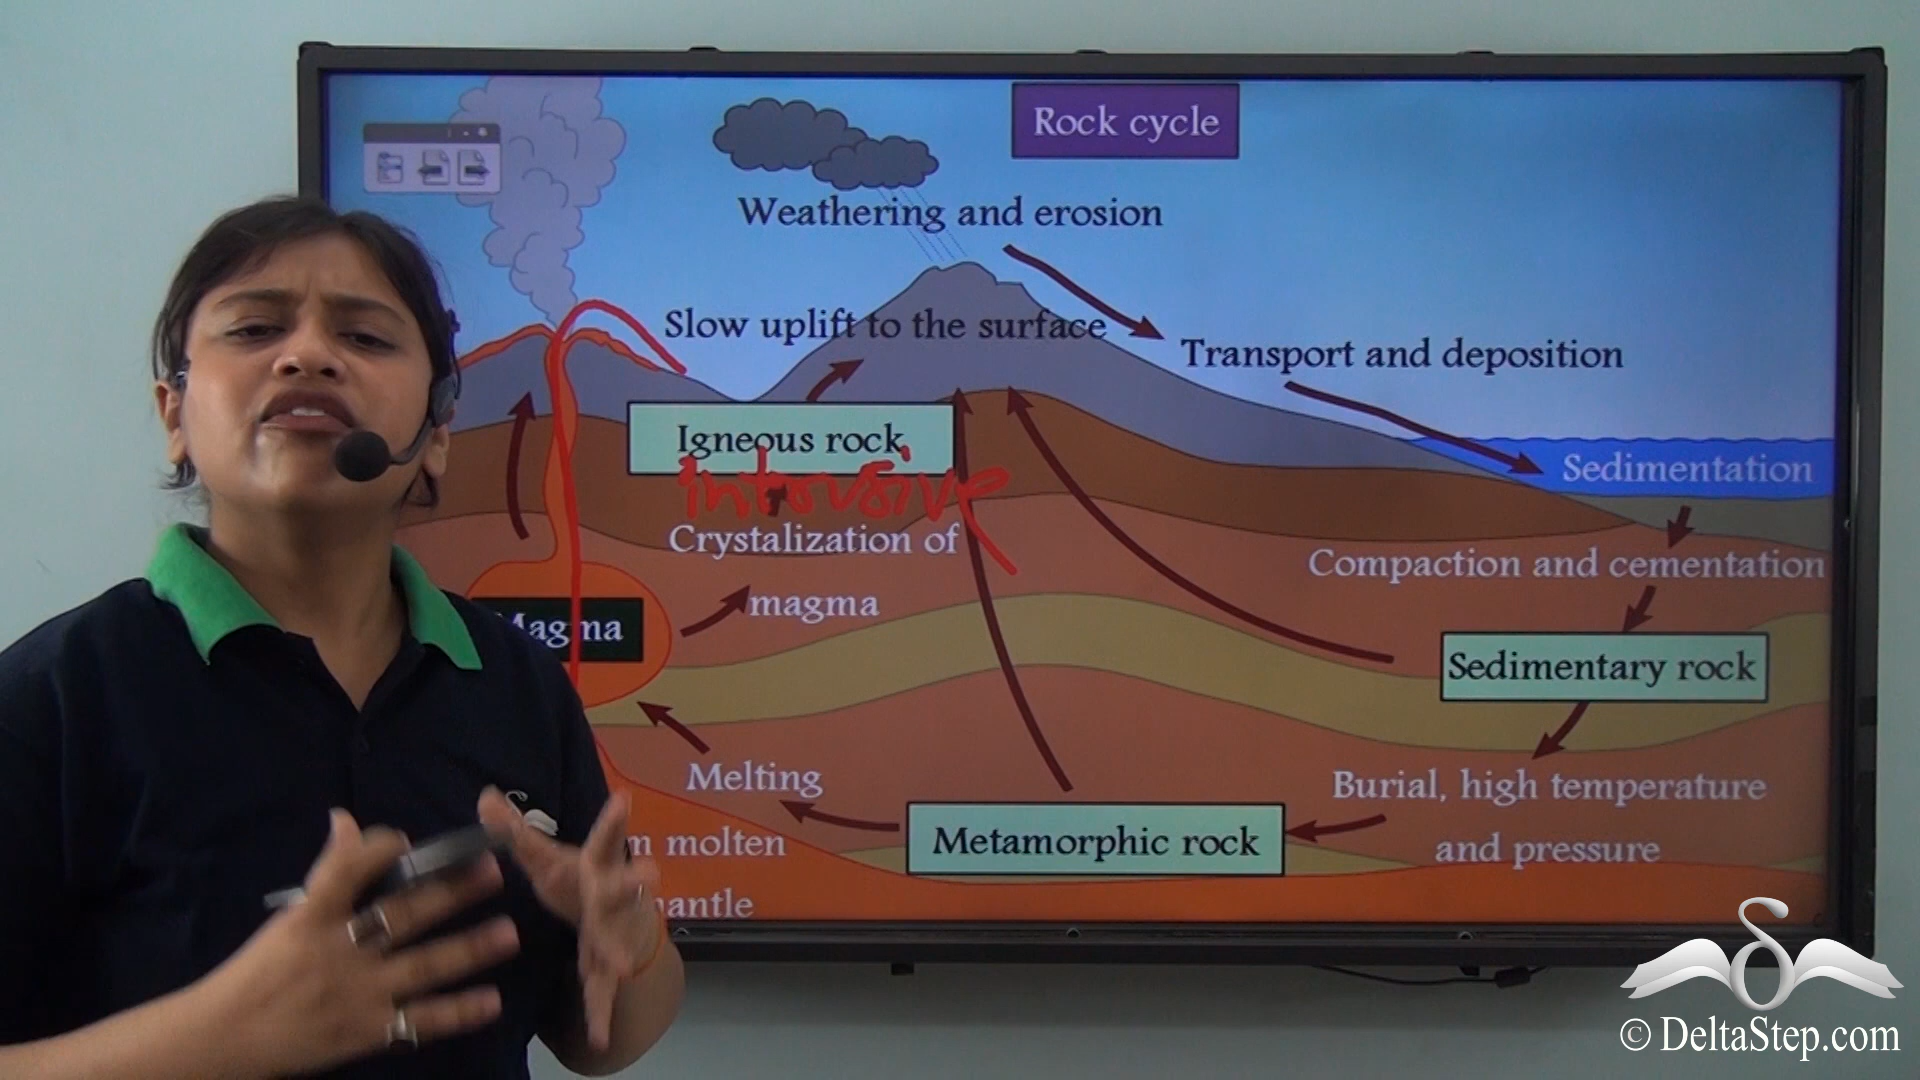 Rock cycle
Weathering and erosion
Slow uplift to the surface
Transport and deposition
Igneous rock
intrusive
Sedimentation
Crystalization of
magma
Compaction and cementation
Magma
Sedimentary rock
Melting
Burial, high temperature
and pressure
Metamorphic rock
molten
mantle
© DeltaStep.com